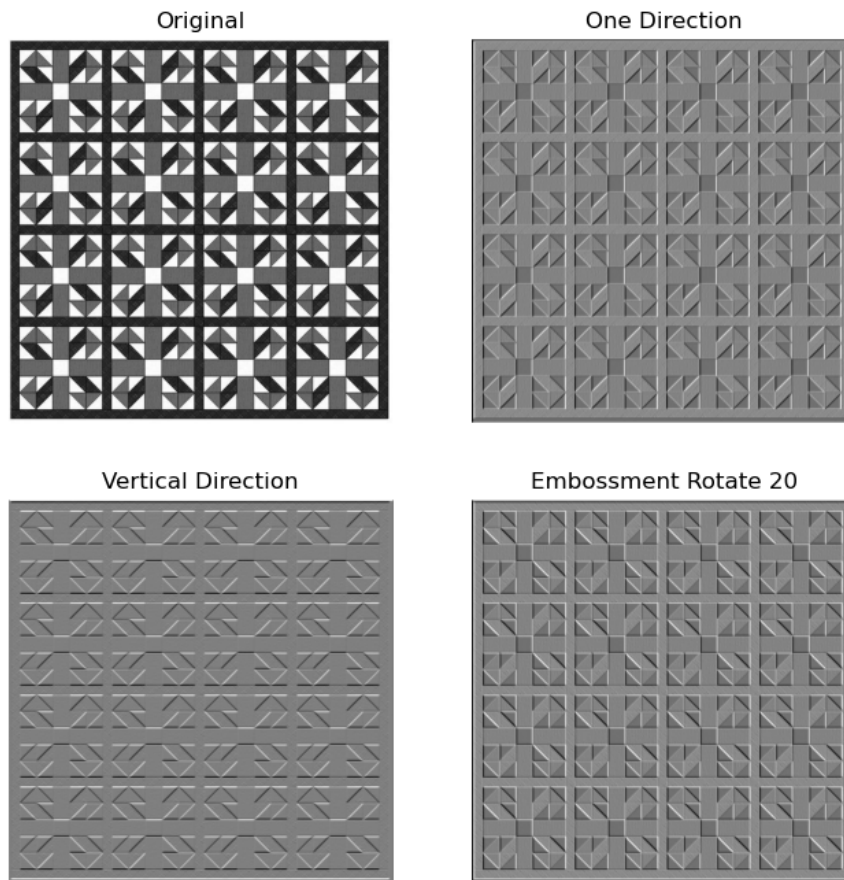 Original
One Direction
Vertical Direction
Embossment Rotate 20